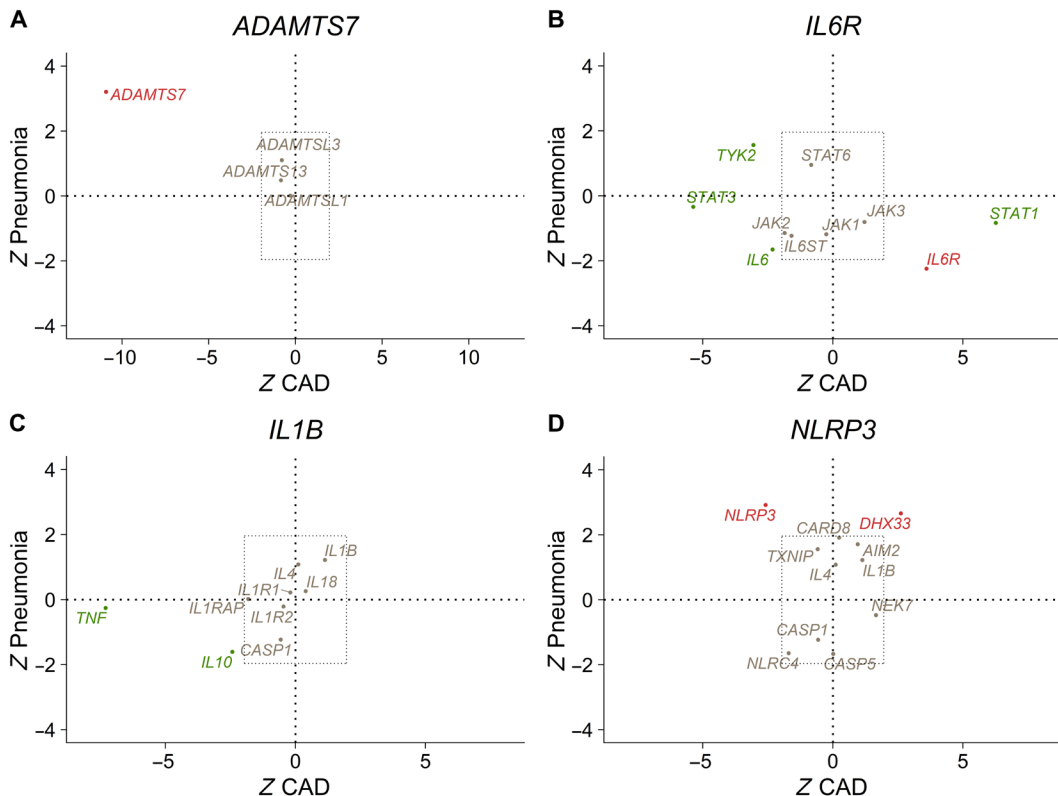 A
ADAMTS7
Z Pneumonia
4
2
0
−2
−4
ADAMTS7
ADAMTSL3
ADAMTS13
ADAMTSL1
−10
−5
0
5
10
Z CAD
B
IL6R
Z Pneumonia
4
2
0
−2
−4
TYK2
STAT6
STAT3
STAT1
JAK2
JAK1
JAK3
IL6ST
IL6
IL6R
−5
0
5
Z CAD
C
IL1B
Z Pneumonia
4
2
0
−2
−4
IL1B
IL4
IL18
IL1R1
IL1RAP
IL1R2
TNF
CASP1
IL10
−5
0
5
Z CAD
D
NLRP3
Z Pneumonia
4
2
0
−2
−4
NLRP3
DHX33
CARD8
TXNIP
AIM2
IL4
IL1B
NEK7
CASP1
NLRC4
CASP5
−5
0
5
Z CAD